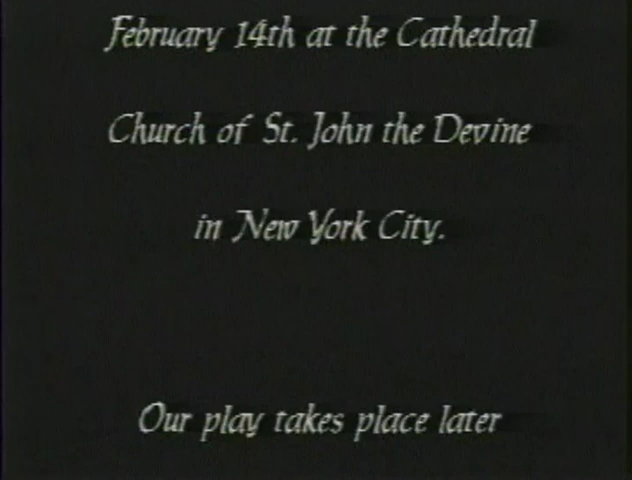 February 14th at the Cathedral
Church of St. John the Devine
in New York City.
Our play takes place later